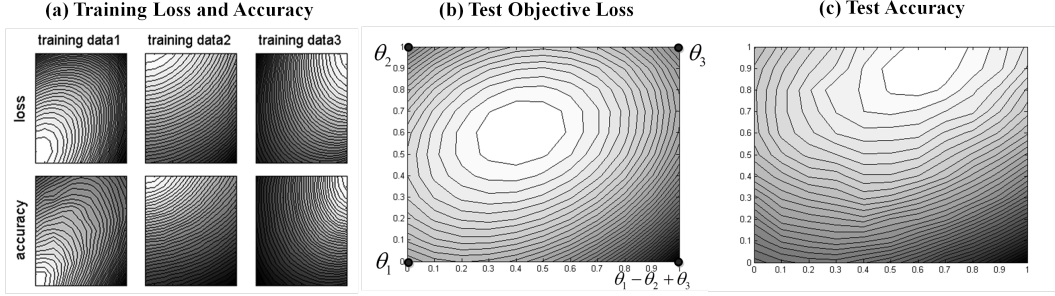 (a) Training Loss and Accuracy
training data1 training data2 training data3
loss
accuracy
(b) Test Objective Loss
θ₂
θ₃
θ₁
θ₁ − θ₂ + θ₃
1
0.9
0.8
0.7
0.6
0.5
0.4
0.3
0.2
0.1
0
0 0.1 0.2 0.3 0.4 0.5 0.6 0.7 0.8 0.9 1
(c) Test Accuracy
1
0.9
0.8
0.7
0.6
0.5
0.4
0.3
0.2
0.1
0
0 0.1 0.2 0.3 0.4 0.5 0.6 0.7 0.8 0.9 1